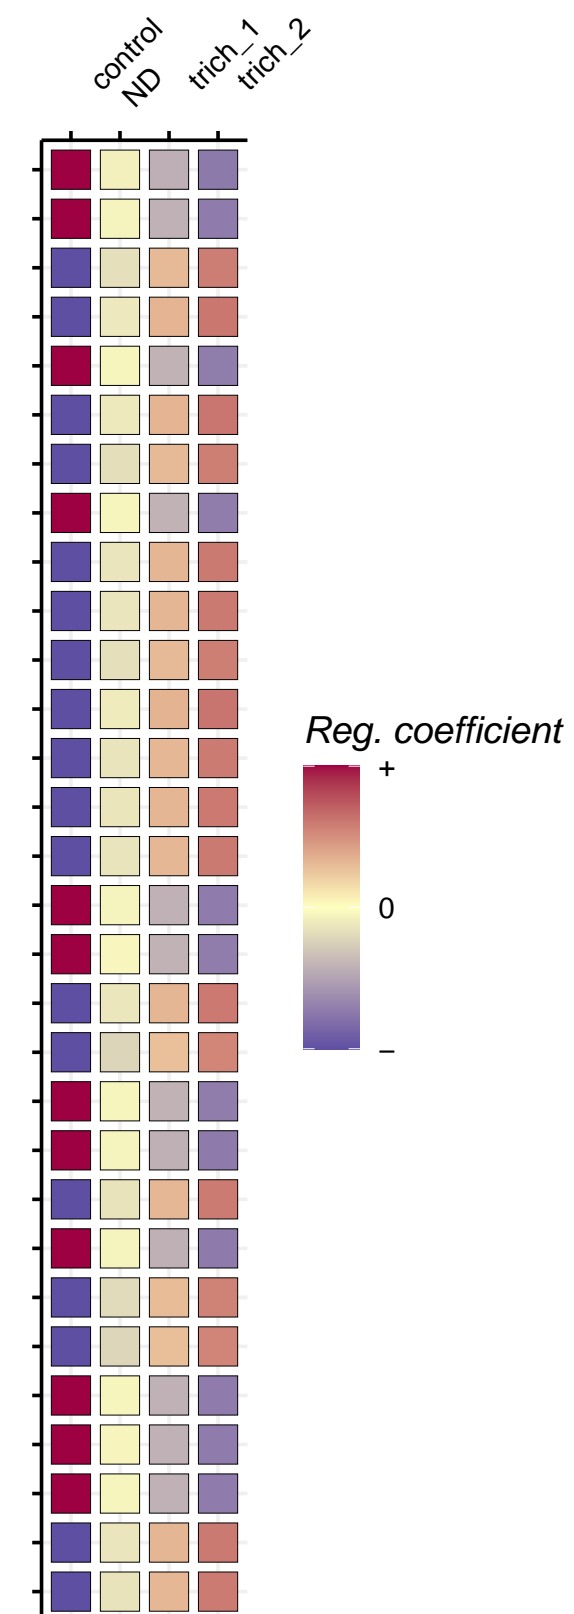 control
ND
trich_1
trich_2
Reg. coefficient
+
0
−